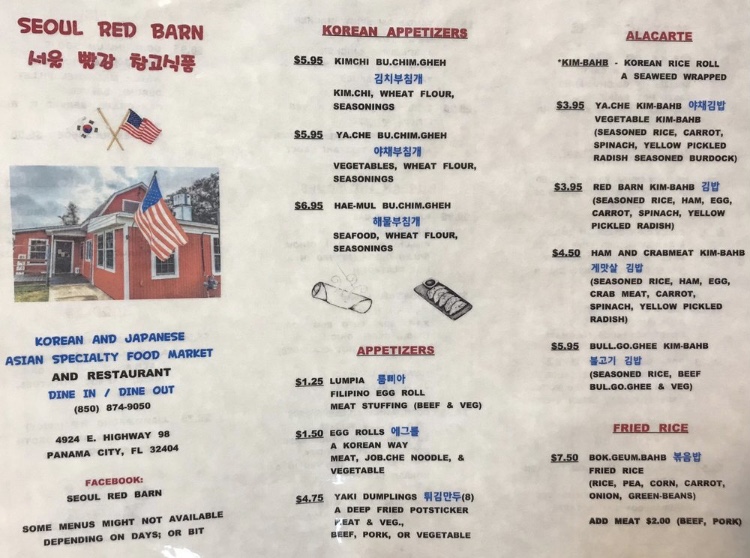 SEOUL RED BARN
서울 빨강 창고식품
KOREAN AND JAPANESE
ASIAN SPECIALTY FOOD MARKET
AND RESTAURANT
DINE IN / DINE OUT
(850) 874-9050
4924 E. HIGHWAY 98
PANAMA CITY, FL 32404
FACEBOOK:
SEOUL RED BARN
SOME MENUS MIGHT NOT AVAILABLE
DEPENDING ON DAYS; OR BIT
KOREAN APPETIZERS
$5.95 KIMCHI BU.CHIM.GHEH
김치부침개
KIM.CHI, WHEAT FLOUR,
SEASONINGS
$5.95 YA.CHE BU.CHIM.GHEH
야채부침개
VEGETABLES, WHEAT FLOUR,
SEASONINGS
$6.95 HAE-MUL BU.CHIM.GHEH
해물부침개
SEAFOOD, WHEAT FLOUR,
SEASONINGS
APPETIZERS
$1.25 LUMPIA 룸삐아
FILIPINO EGG ROLL
MEAT STUFFING (BEEF & VEG)
$1.50 EGG ROLLS 에그롤
A KOREAN WAY
MEAT, JOB.CHE NOODLE, &
VEGETABLE
$4.75 YAKI DUMPLINGS 튀김만두(8)
A DEEP FRIED POTSTICKER
MEAT & VEG.,
BEEF, PORK, OR VEGETABLE
ALACARTE
*KIM-BAHB - KOREAN RICE ROLL
A SEAWEED WRAPPED
$3.95 YA.CHE KIM-BAHB 야채김밥
VEGETABLE KIM-BAHB
(SEASONED RICE, CARROT,
SPINACH, YELLOW PICKLED
RADISH SEASONED BURDOCK)
$3.95 RED BARN KIM-BAHB 김밥
(SEASONED RICE, HAM, EGG,
CARROT, SPINACH, YELLOW
PICKLED RADISH)
$4.50 HAM AND CRABMEAT KIM-BAHB
게맛살 김밥
(SEASONED RICE, HAM, EGG,
CRAB MEAT, CARROT,
SPINACH, YELLOW PICKLED
RADISH)
$5.95 BULL.GO.GHEE KIM-BAHB
불고기 김밥
(SEASONED RICE, BEEF
BUL.GO.GHEE & VEG)
FRIED RICE
$7.50 BOK.GEUM.BAHB 볶음밥
FRIED RICE
(RICE, PEA, CORN, CARROT,
ONION, GREEN-BEANS)
ADD MEAT $2.00 (BEEF, PORK)